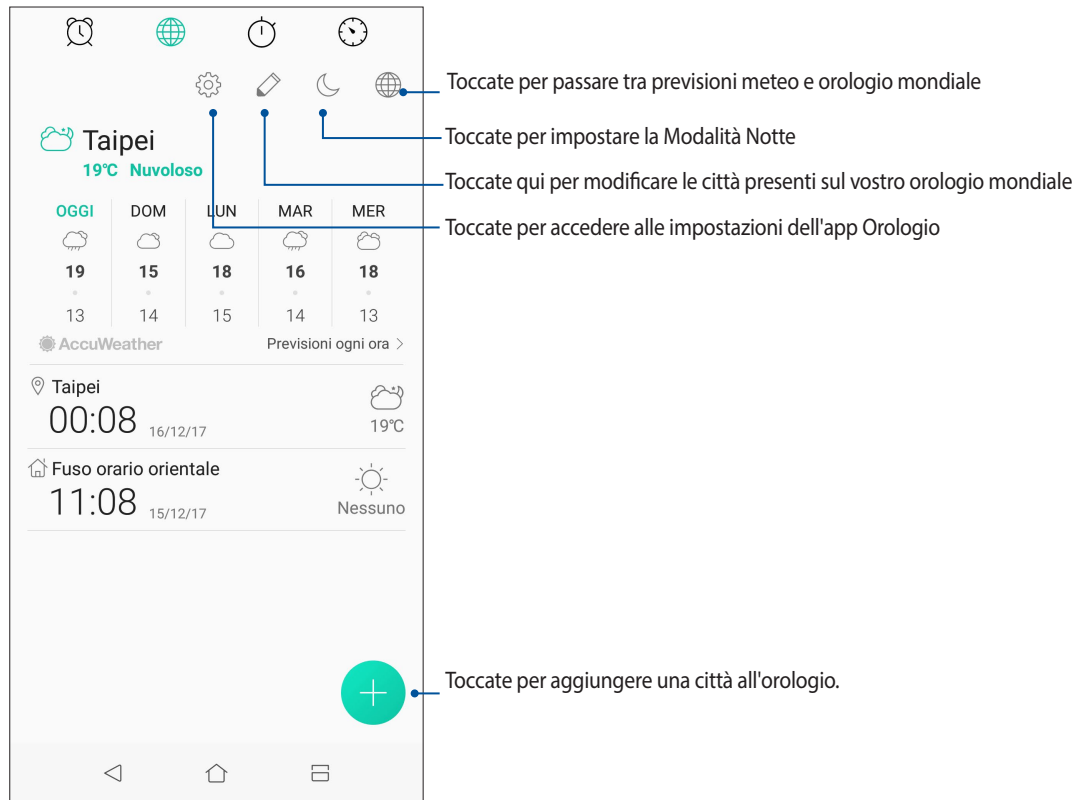 Toccate per passare tra previsioni meteo e orologio mondiale
Toccate per impostare la Modalità Notte
Taipei
19°C Nuvoloso
Toccate qui per modificare le città presenti sul vostro orologio mondiale
OGGI DOM LUN MAR MER
Toccate per accedere alle impostazioni dell'app Orologio
19 15 18 16 18
13 14 15 14 13
AccuWeather Previsioni ogni ora >
Taipei
00:08 16/12/17 19°C
Fuso orario orientale
11:08 15/12/17 Nessuno
Toccate per aggiungere una città all'orologio.